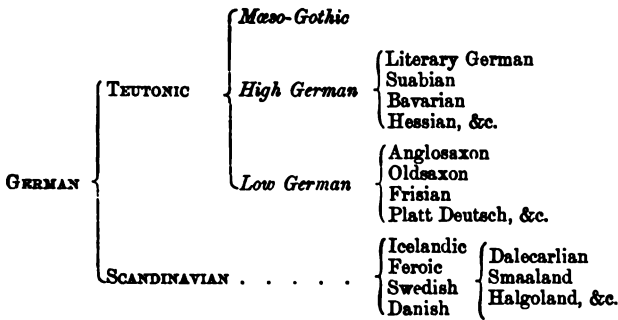 Mœso-Gothic
TEUTONIC
High German
Literary German
Suabian
Bavarian
Hessian, &c.
GERMAN
Low German
Anglosaxon
Oldsaxon
Frisian
Platt Deutsch, &c.
SCANDINAVIAN . . . . .
Icelandic
Feroic
Swedish
Danish
Dalecarlian
Smaaland
Halgoland, &c.